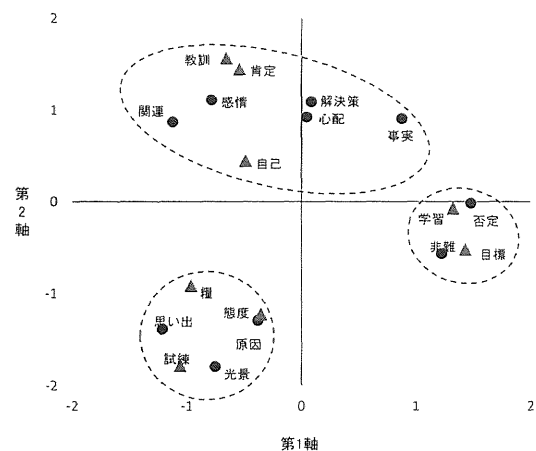 2
教訓
肯定
1
感情
解決策
関連
心配
事実
自己
第2軸
0
学習
否定
非難
目標
-1
糧
態度
思い出
原因
試練
光景
-2
-2 -1 0 1 2
第1軸